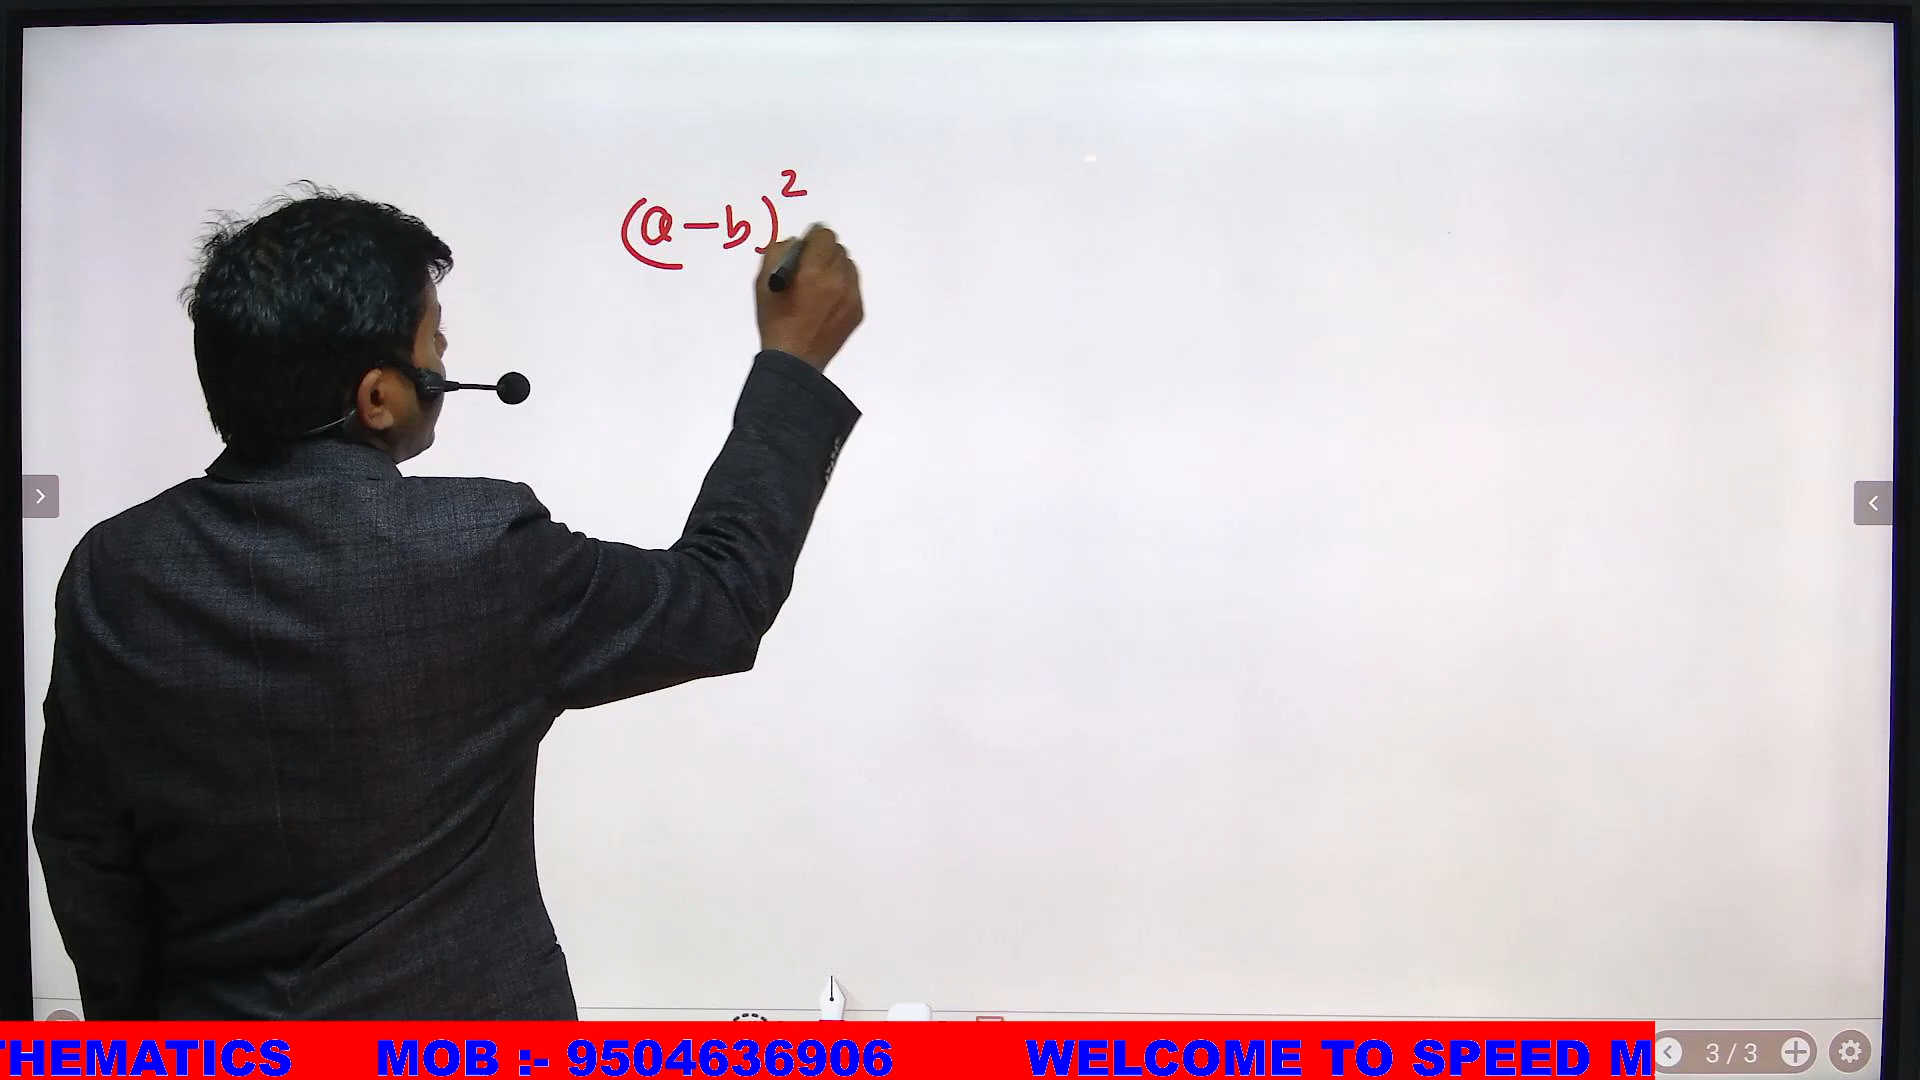 (a-b)²
THEMATICS MOB :- 9504636906 WELCOME TO SPEED M
3/3